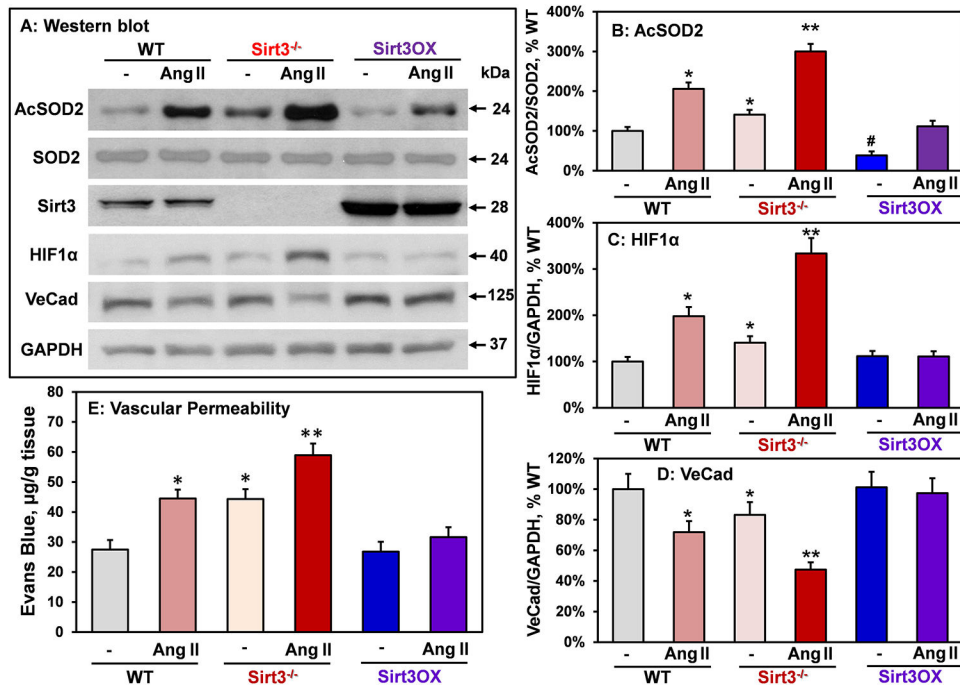 A: Western blot
WT Sirt3-/- Sirt3OX
- Ang II - Ang II - Ang II kDa
AcSOD2 24
SOD2 24
Sirt3 28
HIF1α 40
VeCad 125
GAPDH 37
B: AcSOD2
AcSOD2/SOD2, % WT
400%
300%
200%
100%
0%
*
*
**
#
- Ang II - Ang II - Ang II
WT Sirt3-/- Sirt3OX
C: HIF1α
HIF1α/GAPDH, % WT
400%
300%
200%
100%
0%
*
*
**
- Ang II - Ang II - Ang II
WT Sirt3-/- Sirt3OX
D: VeCad
VeCad/GAPDH, % WT
120%
100%
80%
60%
40%
20%
0%
*
*
**
- Ang II - Ang II - Ang II
WT Sirt3-/- Sirt3OX
E: Vascular Permeability
Evans Blue, µg/g tissue
80
70
60
50
40
30
20
10
0
*
*
**
- Ang II - Ang II - Ang II
WT Sirt3-/- Sirt3OX